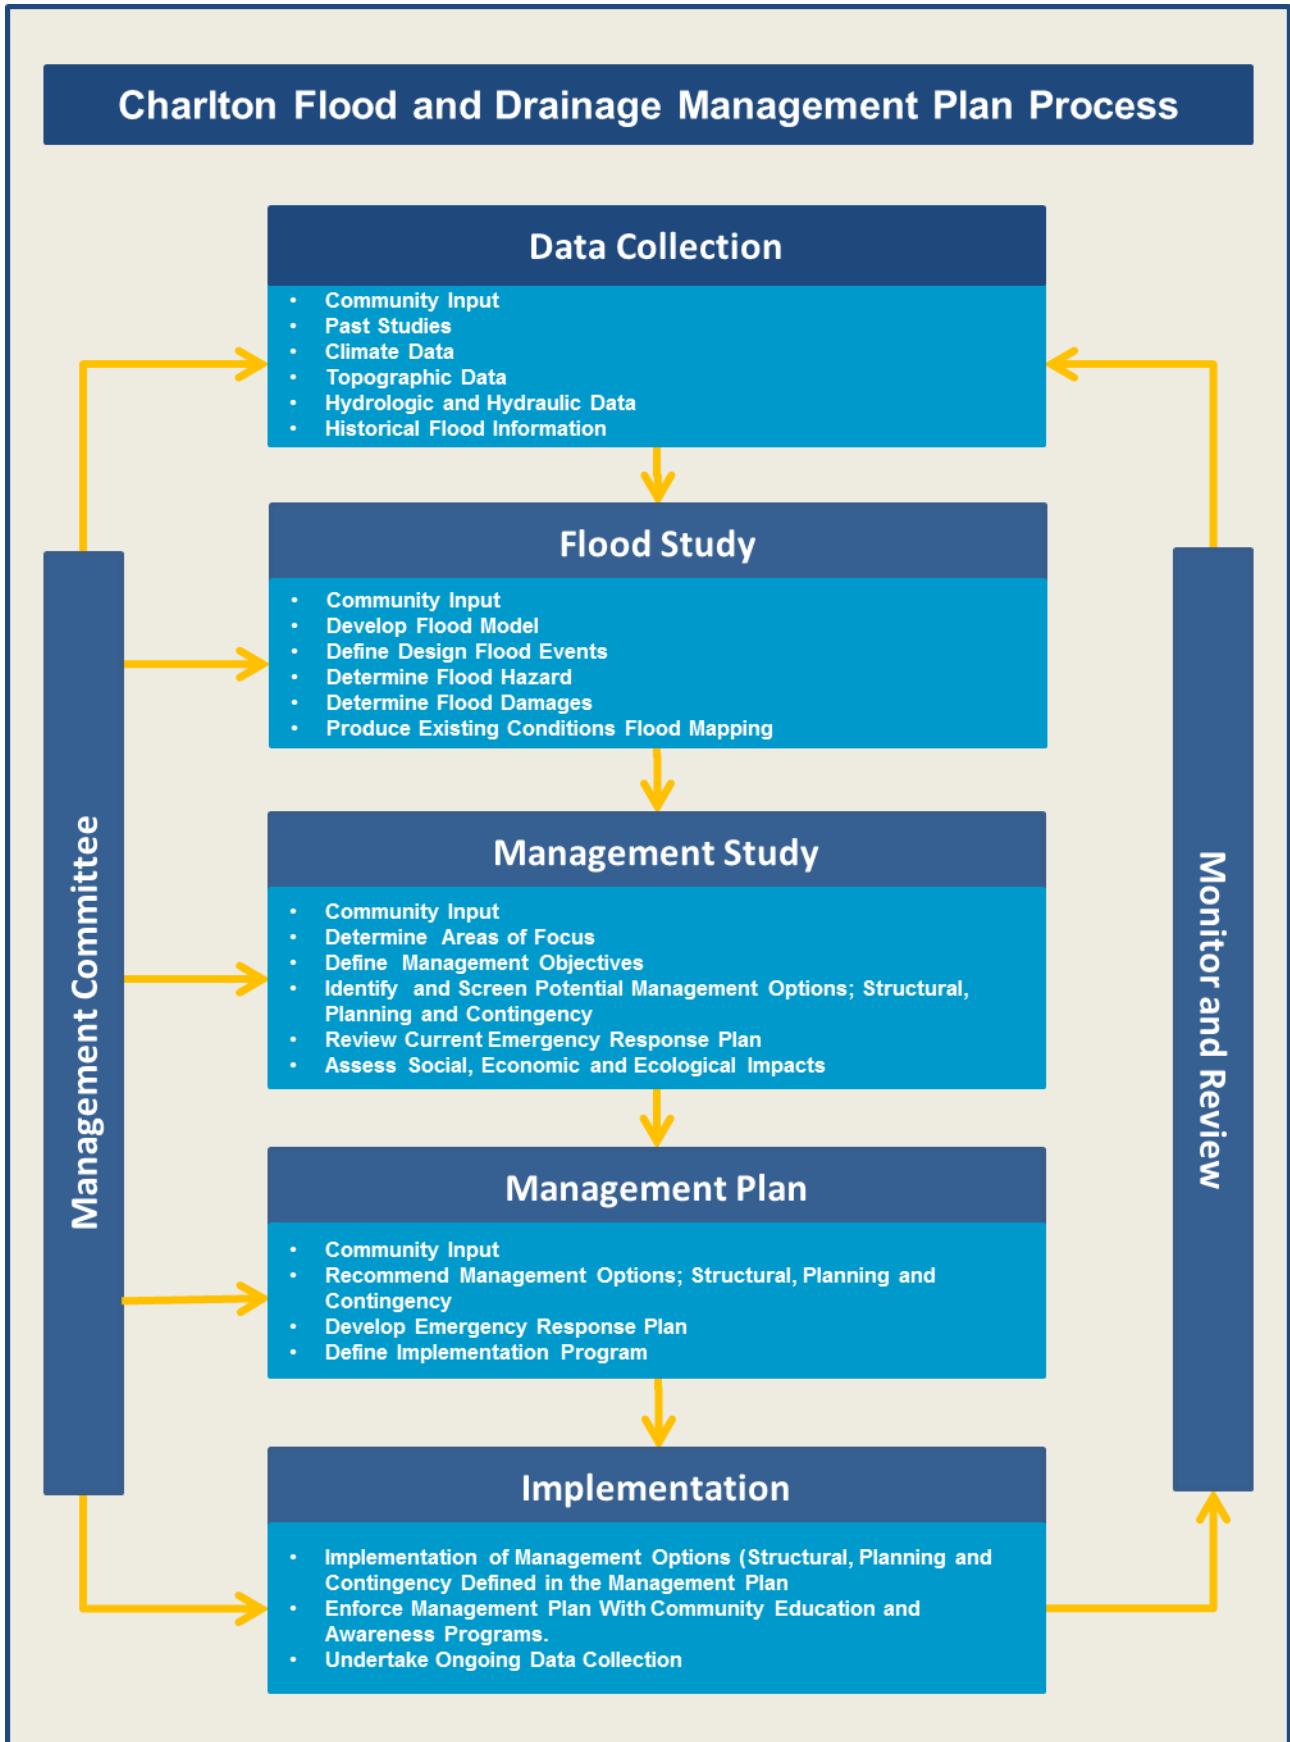 Charlton Flood and Drainage Management Plan Process
Data Collection
• Community Input
• Past Studies
• Climate Data
• Topographic Data
• Hydrologic and Hydraulic Data
• Historical Flood Information
Flood Study
• Community Input
• Develop Flood Model
• Define Design Flood Events
• Determine Flood Hazard
• Determine Flood Damages
• Produce Existing Conditions Flood Mapping
Management Study
• Community Input
• Determine Areas of Focus
• Define Management Objectives
• Identify and Screen Potential Management Options; Structural,
Planning and Contingency
• Review Current Emergency Response Plan
• Assess Social, Economic and Ecological Impacts
Management Plan
• Community Input
• Recommend Management Options; Structural, Planning and
Contingency
• Develop Emergency Response Plan
• Define Implementation Program
Implementation
• Implementation of Management Options (Structural, Planning and
Contingency Defined in the Management Plan
• Enforce Management Plan With Community Education and
Awareness Programs.
• Undertake Ongoing Data Collection
Management Committee
Monitor and Review